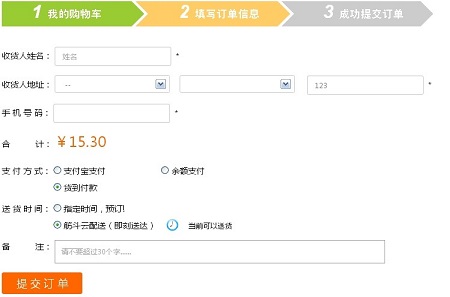 1 我的购物车 2 填写订单信息 3 成功提交订单
收货人姓名： 姓名 *
收货人地址： -- 123 *
手机号码： *
合 计： ￥15.30
支付方式： 支付宝支付 余额支付
货到付款
送货时间： 指定时间，预订!
筋斗云配送（即刻送达） 当前可以送货
备 注： 请不要超过30个字......
提交订单